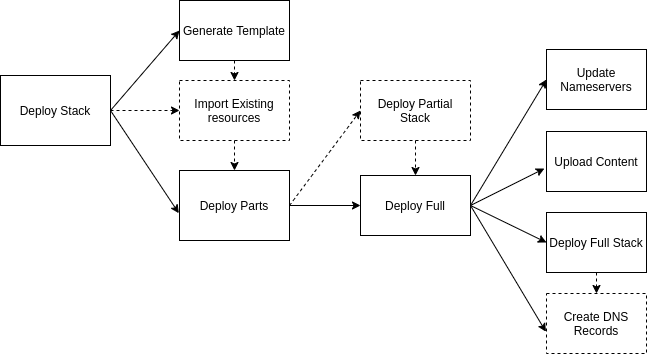 Deploy Stack
Generate Template
Import Existing
resources
Deploy Parts
Deploy Partial
Stack
Deploy Full
Update
Nameservers
Upload Content
Deploy Full Stack
Create DNS
Records